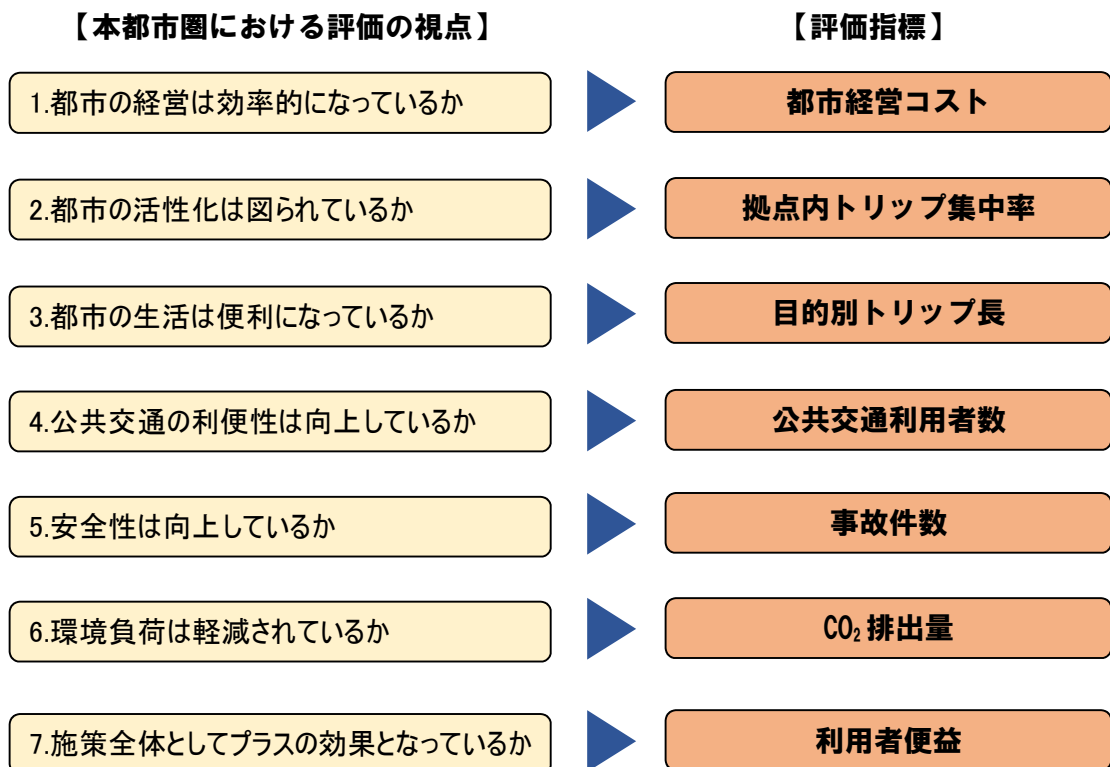 【本都市圏における評価の視点】
【評価指標】
1.都市の経営は効率的になっているか
都市経営コスト
2.都市の活性化は図られているか
拠点内トリップ集中率
3.都市の生活は便利になっているか
目的別トリップ長
4.公共交通の利便性は向上しているか
公共交通利用者数
5.安全性は向上しているか
事故件数
6.環境負荷は軽減されているか
CO₂排出量
7.施策全体としてプラスの効果となっているか
利用者便益